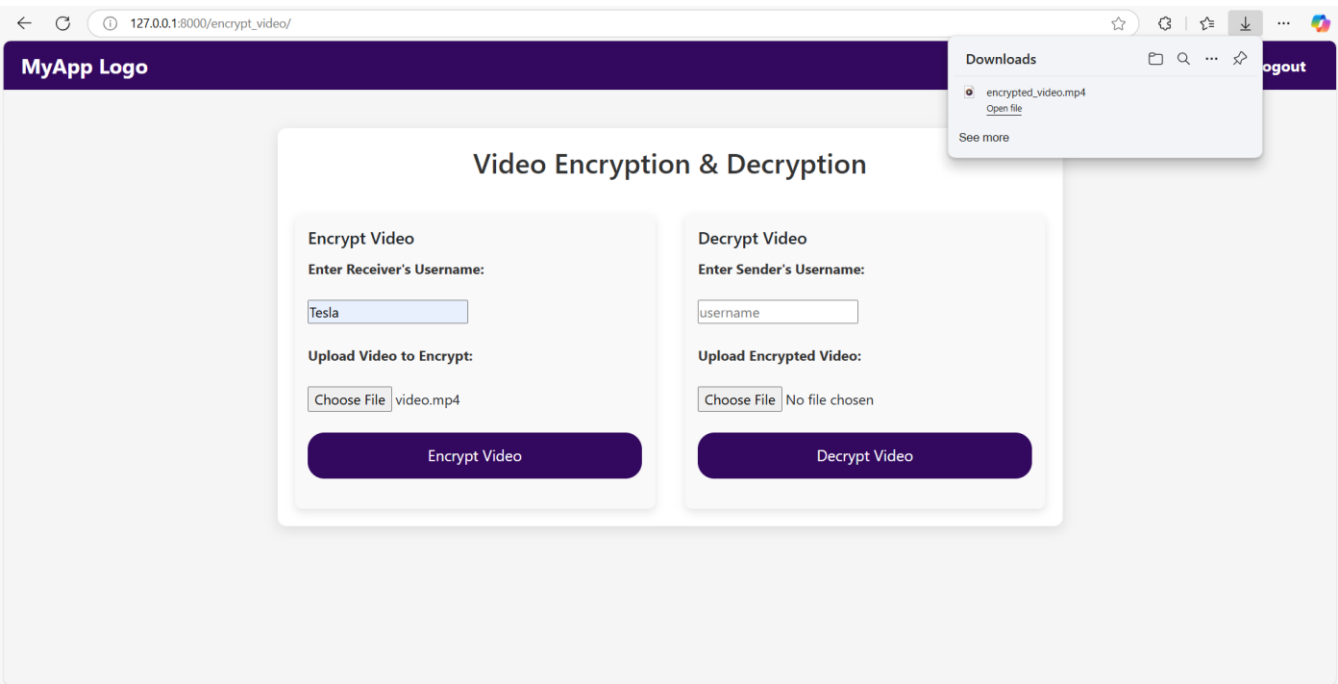 127.0.0.1:8000/encrypt_video/
MyApp Logo
ogout
Downloads
encrypted_video.mp4
Open file
See more
Video Encryption & Decryption
Encrypt Video
Enter Receiver's Username:
Tesla
Upload Video to Encrypt:
Choose File video.mp4
Encrypt Video
Decrypt Video
Enter Sender's Username:
username
Upload Encrypted Video:
Choose File No file chosen
Decrypt Video